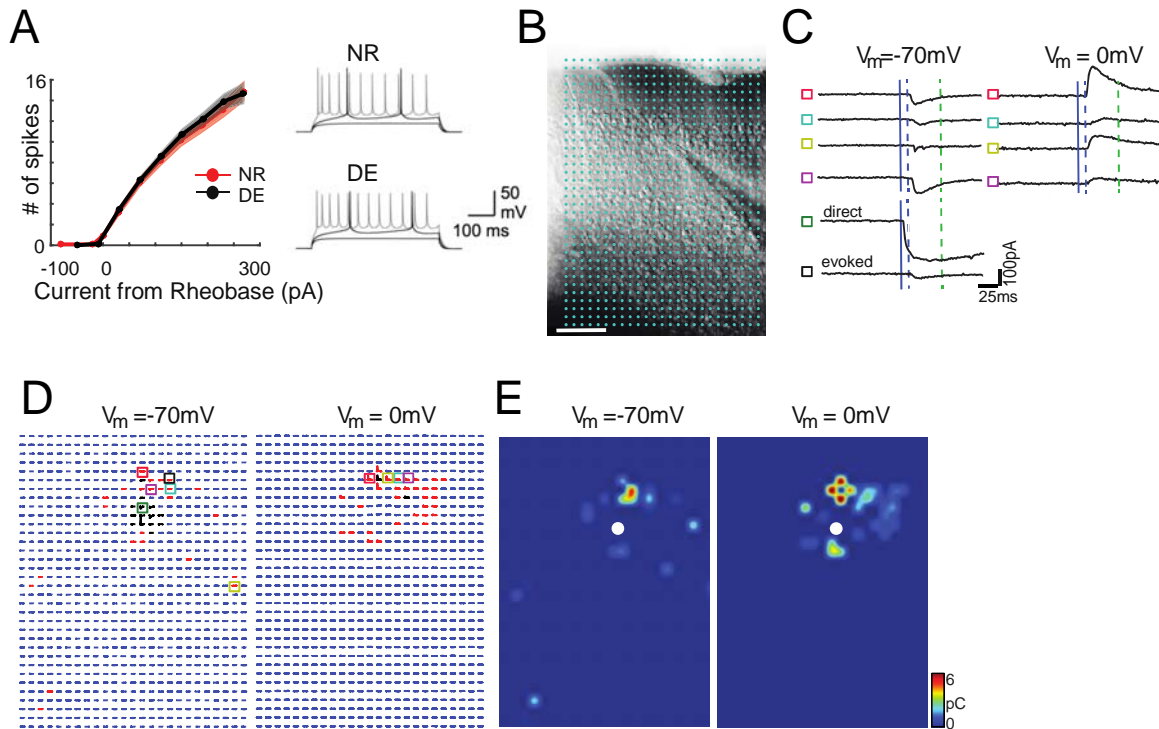 A
16
8
0
# of spikes
-100
0
300
Current from Rheobase (pA)
NR
DE
NR
DE
50
mV
100 ms
B
C
Vm=-70mV
Vm = 0mV
direct
evoked
100pA
25ms
D
Vm =-70mV
Vm = 0mV
E
Vm =-70mV
Vm = 0mV
6
pC
0